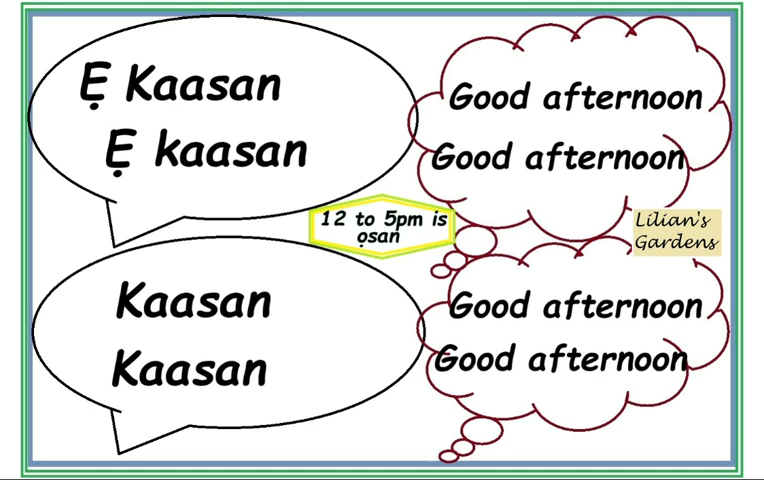 Ẹ Kaasan
Ẹ kaasan
Good afternoon
Good afternoon
12 to 5pm is
ọsan
Lilian's
Gardens
Kaasan
Kaasan
Good afternoon
Good afternoon